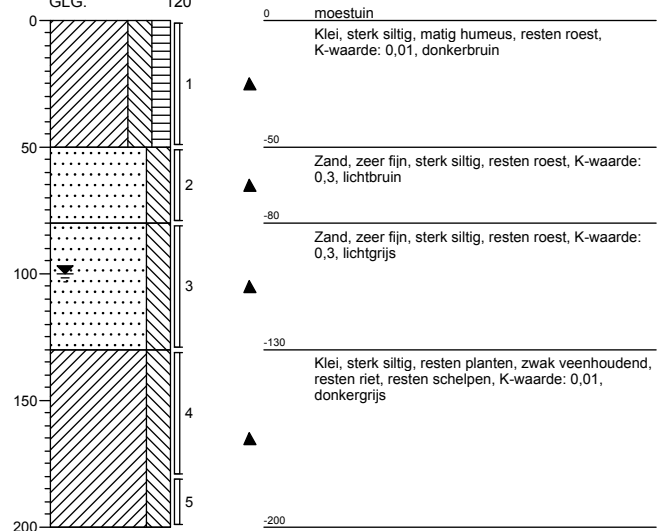 GLG: 120
0
0 moestuin
Klei, sterk siltig, matig humeus, resten roest,
K-waarde: 0,01, donkerbruin
1
50
-50
Zand, zeer fijn, sterk siltig, resten roest, K-waarde:
0,3, lichtbruin
2
-80
Zand, zeer fijn, sterk siltig, resten roest, K-waarde:
0,3, lichtgrijs
3
100
-130
Klei, sterk siltig, resten planten, zwak veenhoudend,
resten riet, resten schelpen, K-waarde: 0,01,
donkergrijs
4
150
5
200
-200